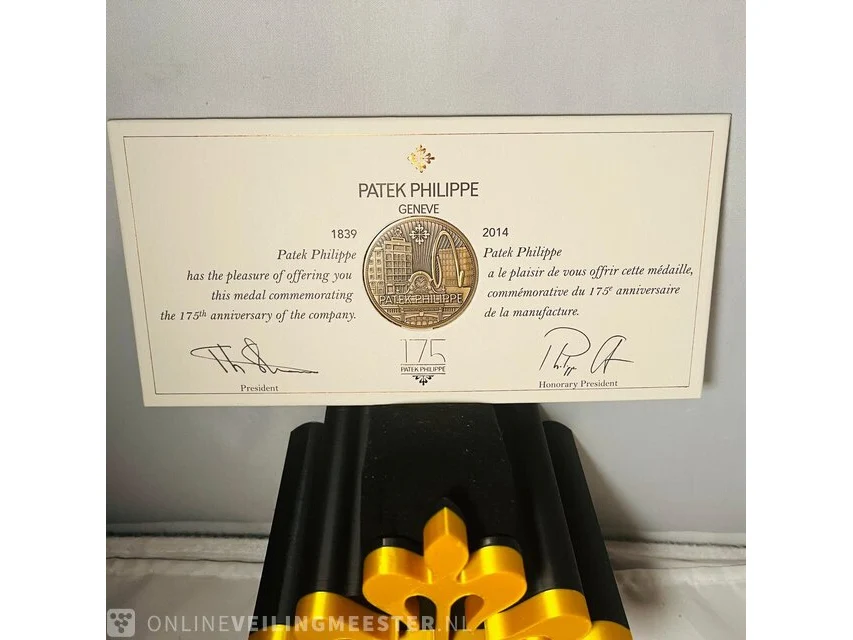 PATEK PHILIPPE
GENEVE
1839
Patek Philippe
has the pleasure of offering you
this medal commemorating
the 175th anniversary of the company.
2014
Patek Philippe
a le plaisir de vous offrir cette médaille,
commémorative du 175e anniversaire
de la manufacture.
PATEK PHILIPPE
175
PATEK PHILIPPE
President
Honorary President
ONLINEVEILINGMEESTER.NL